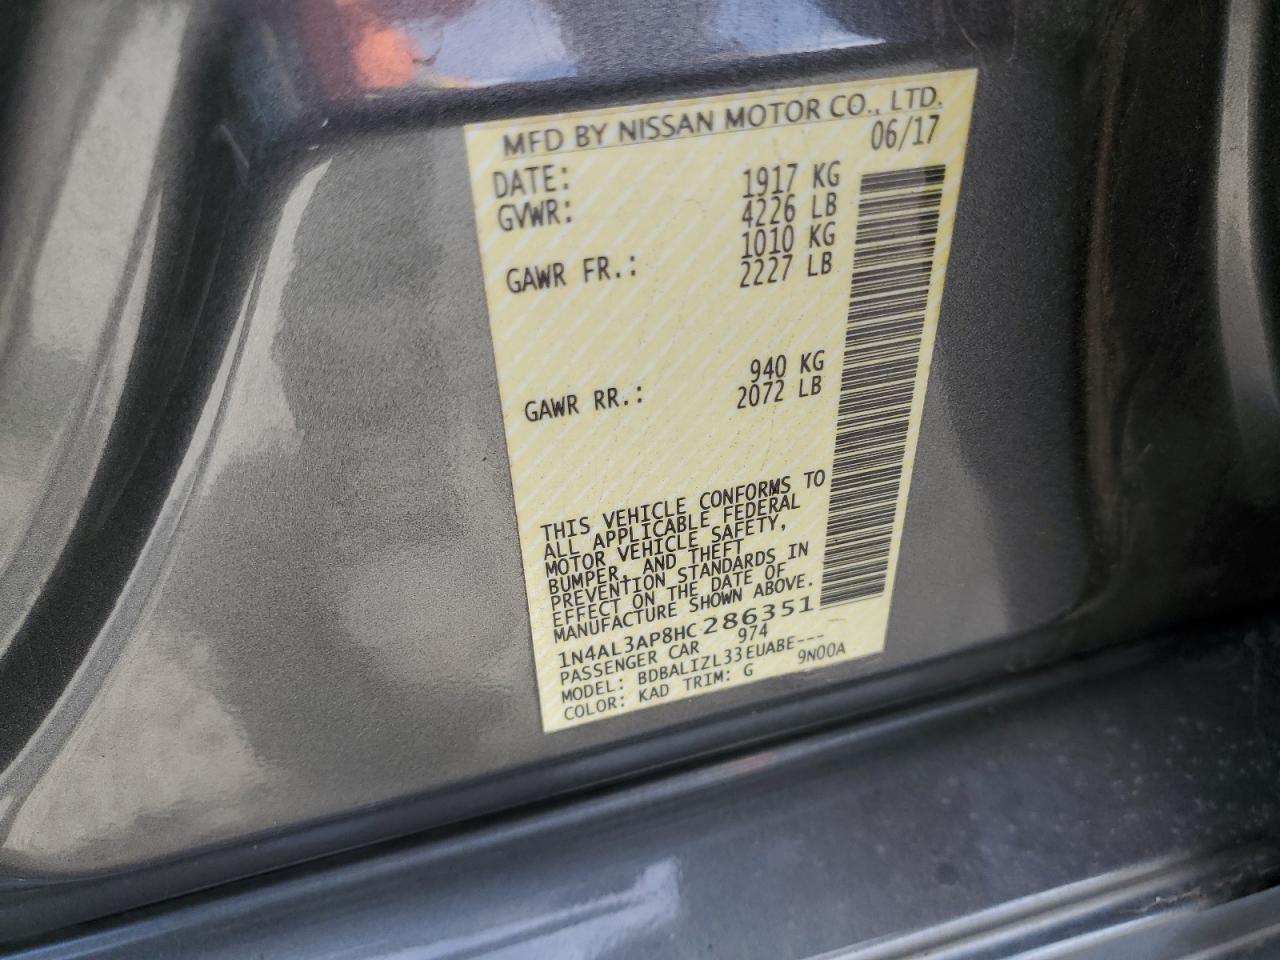 MFD BY NISSAN MOTOR CO., LTD.
DATE: 06/17
GVWR: 1917 KG
4226 LB
GAWR FR.: 1010 KG
2227 LB
GAWR RR.: 940 KG
2072 LB
THIS VEHICLE CONFORMS TO
ALL APPLICABLE FEDERAL
MOTOR VEHICLE SAFETY,
BUMPER, AND THEFT
PREVENTION STANDARDS IN
EFFECT ON THE DATE OF
MANUFACTURE SHOWN ABOVE.
1N4AL3AP8HC286351
PASSENGER CAR 974
MODEL: BDBALIZL33EUABE---
COLOR: KAD TRIM: G 9N00A